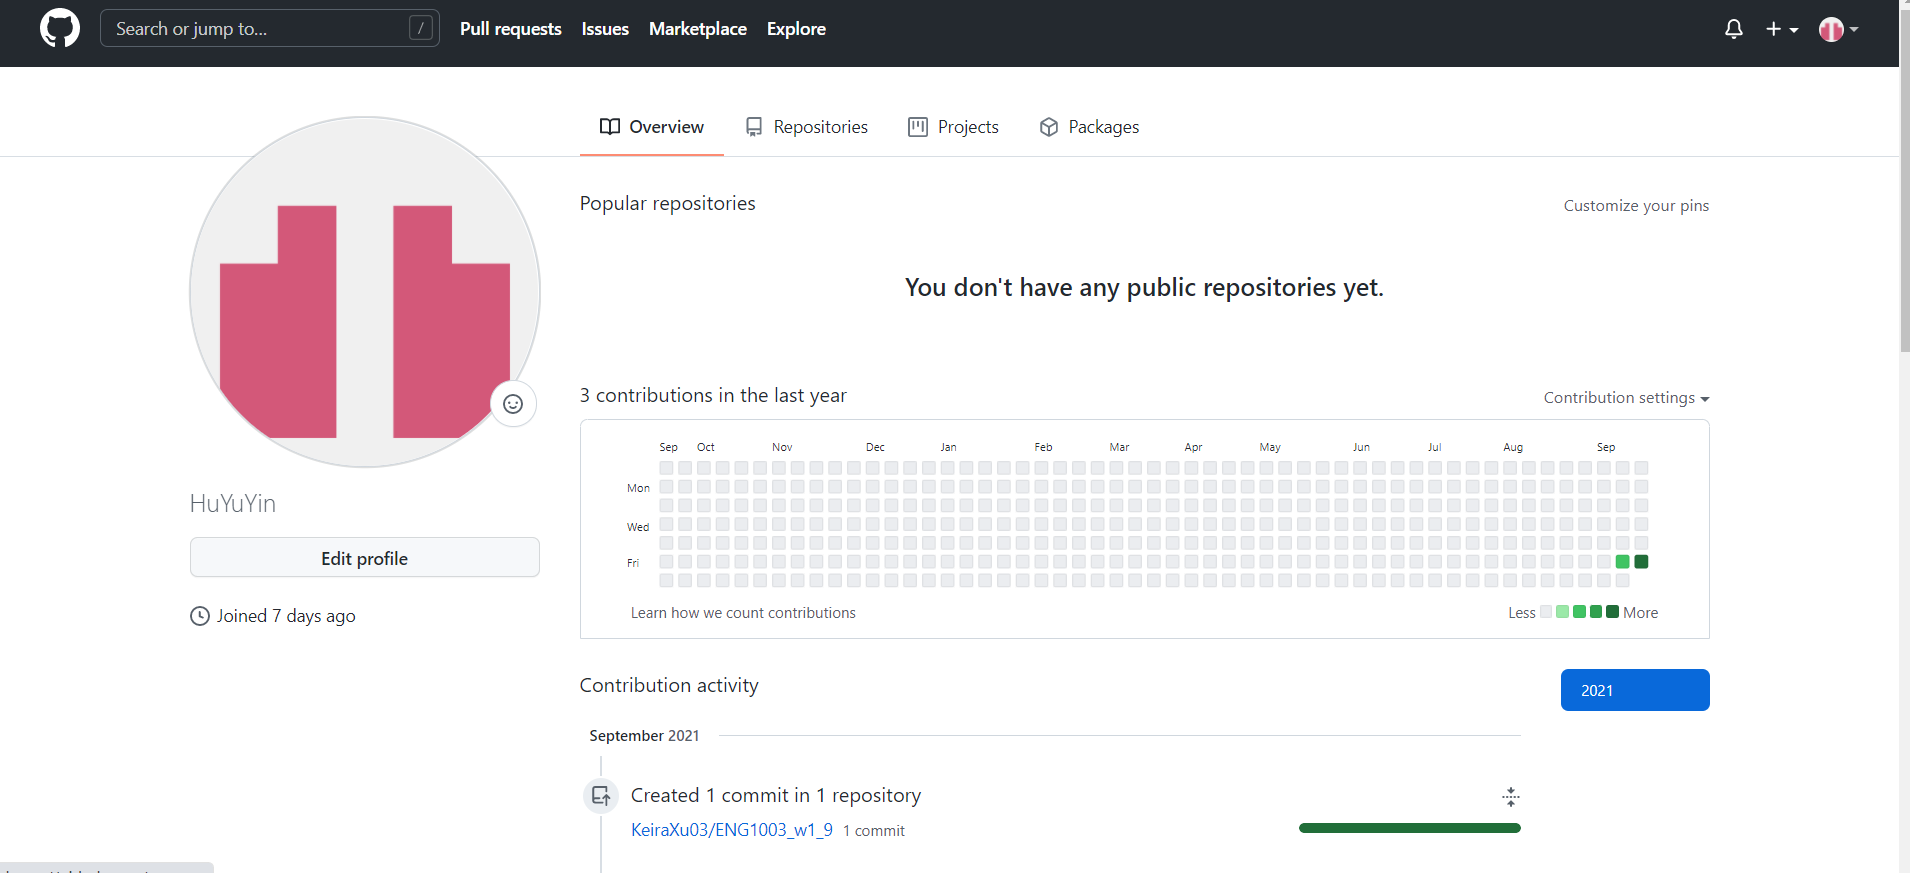 Search or jump to... / Pull requests Issues Marketplace Explore
Overview Repositories Projects Packages
Popular repositories Customize your pins
You don't have any public repositories yet.
3 contributions in the last year Contribution settings
Sep Oct Nov Dec Jan Feb Mar Apr May Jun Jul Aug Sep
Mon
Wed
Fri
Learn how we count contributions Less More
HuYuYin
Edit profile
Joined 7 days ago
Contribution activity 2021
September 2021
Created 1 commit in 1 repository
KeiraXu03/ENG1003_w1_9 1 commit